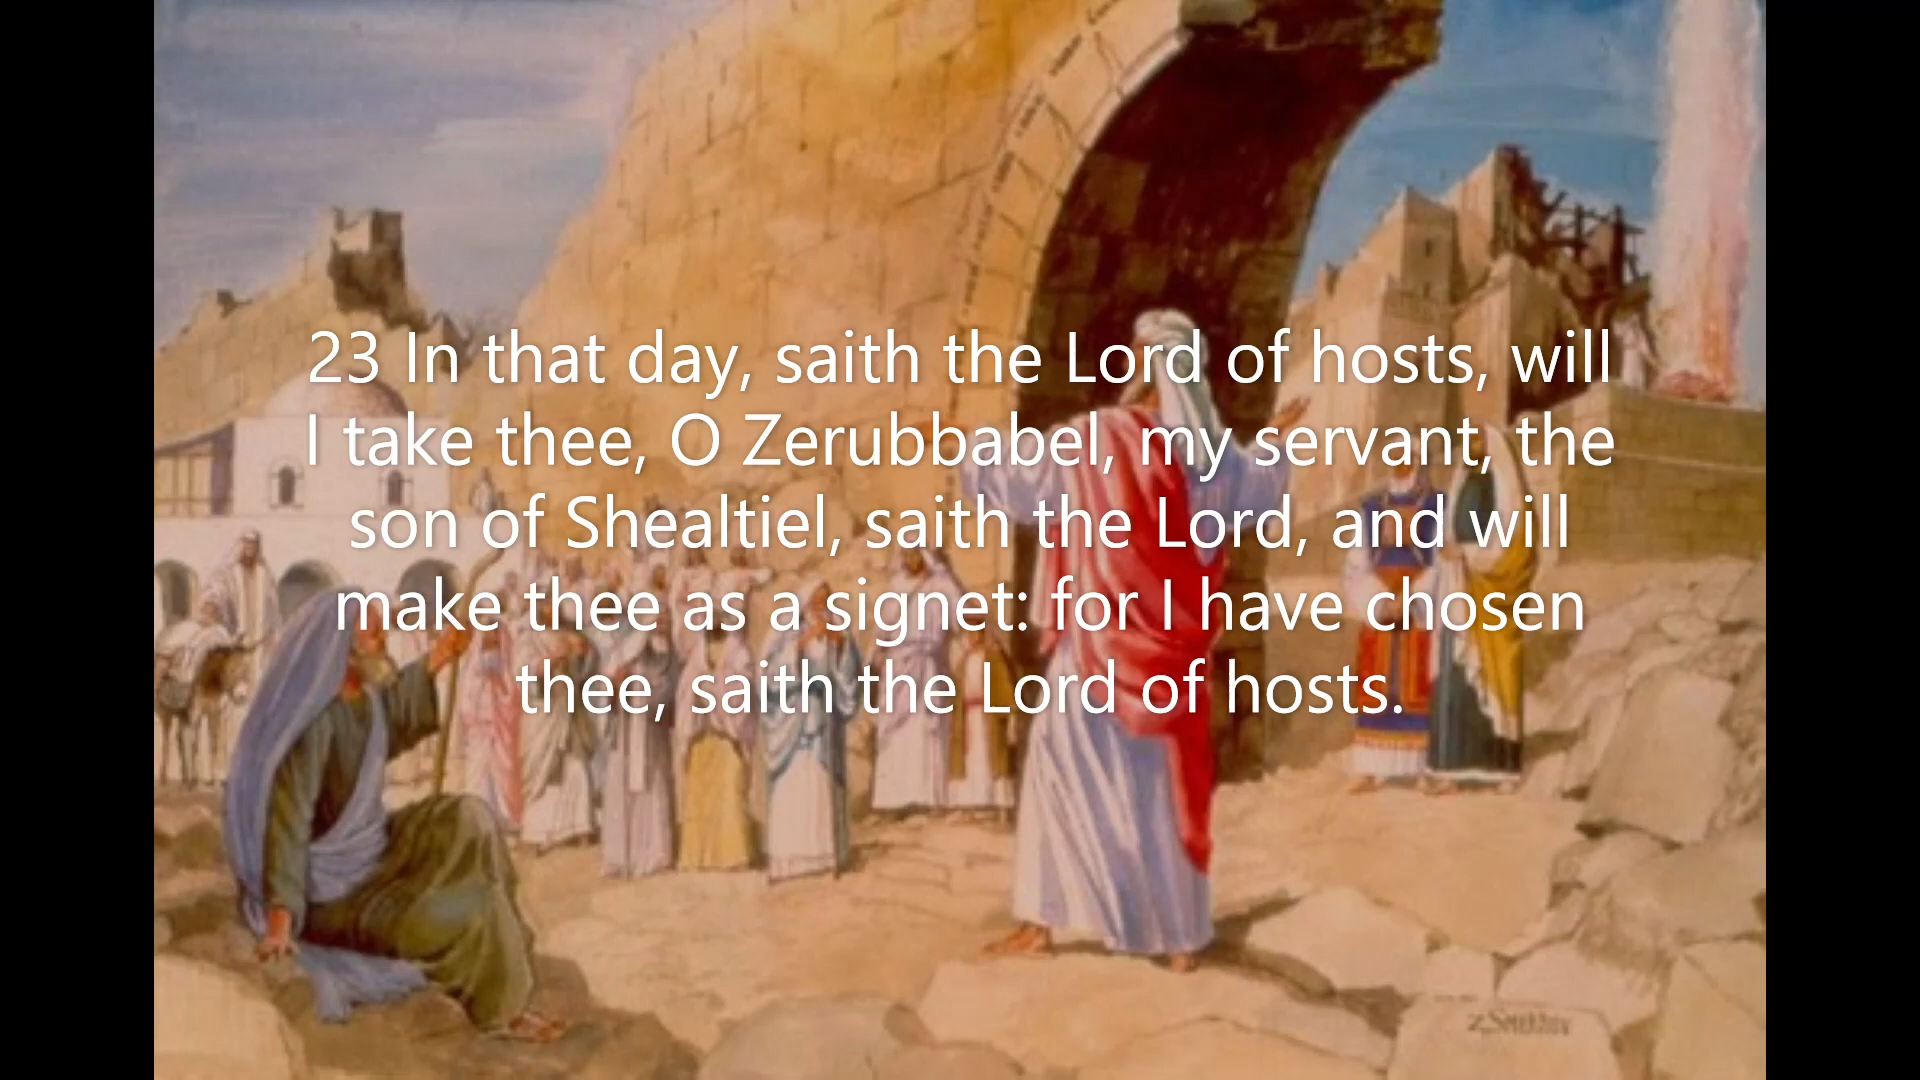 23 In that day, saith the Lord of hosts, will
I take thee, O Zerubbabel, my servant, the
son of Shealtiel, saith the Lord, and will
make thee as a signet: for I have chosen
thee, saith the Lord of hosts.